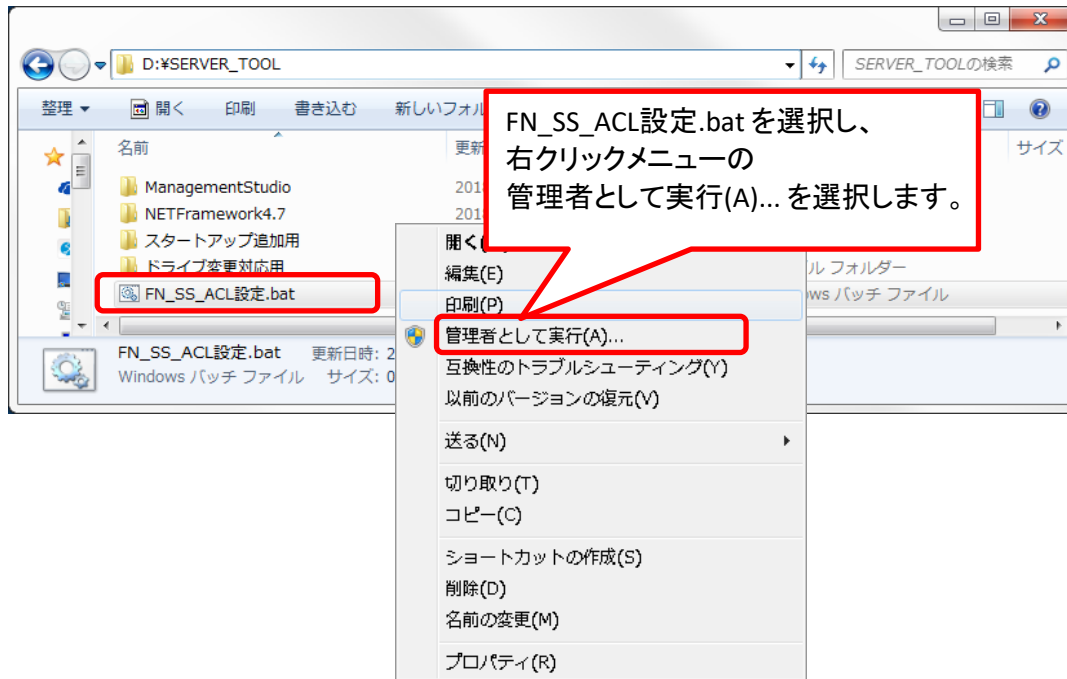 D:¥SERVER_TOOL
SERVER_TOOLの検索
整理
開く
印刷
書き込む
新しいフォル
名前
更新
サイズ
FN_SS_ACL設定.bat を選択し、
右クリックメニューの
管理者として実行(A)... を選択します。
ManagementStudio
201
NETFramework4.7
201
スタートアップ追加用
ドライブ変更対応用
ル フォルダー
FN_SS_ACL設定.bat
ws バッチ ファイル
FN_SS_ACL設定.bat 更新日時: 2
Windows バッチ ファイル サイズ: 0
開く(
編集(E)
印刷(P)
管理者として実行(A)...
互換性のトラブルシューティング(Y)
以前のバージョンの復元(V)
送る(N)
切り取り(T)
コピー(C)
ショートカットの作成(S)
削除(D)
名前の変更(M)
プロパティ(R)